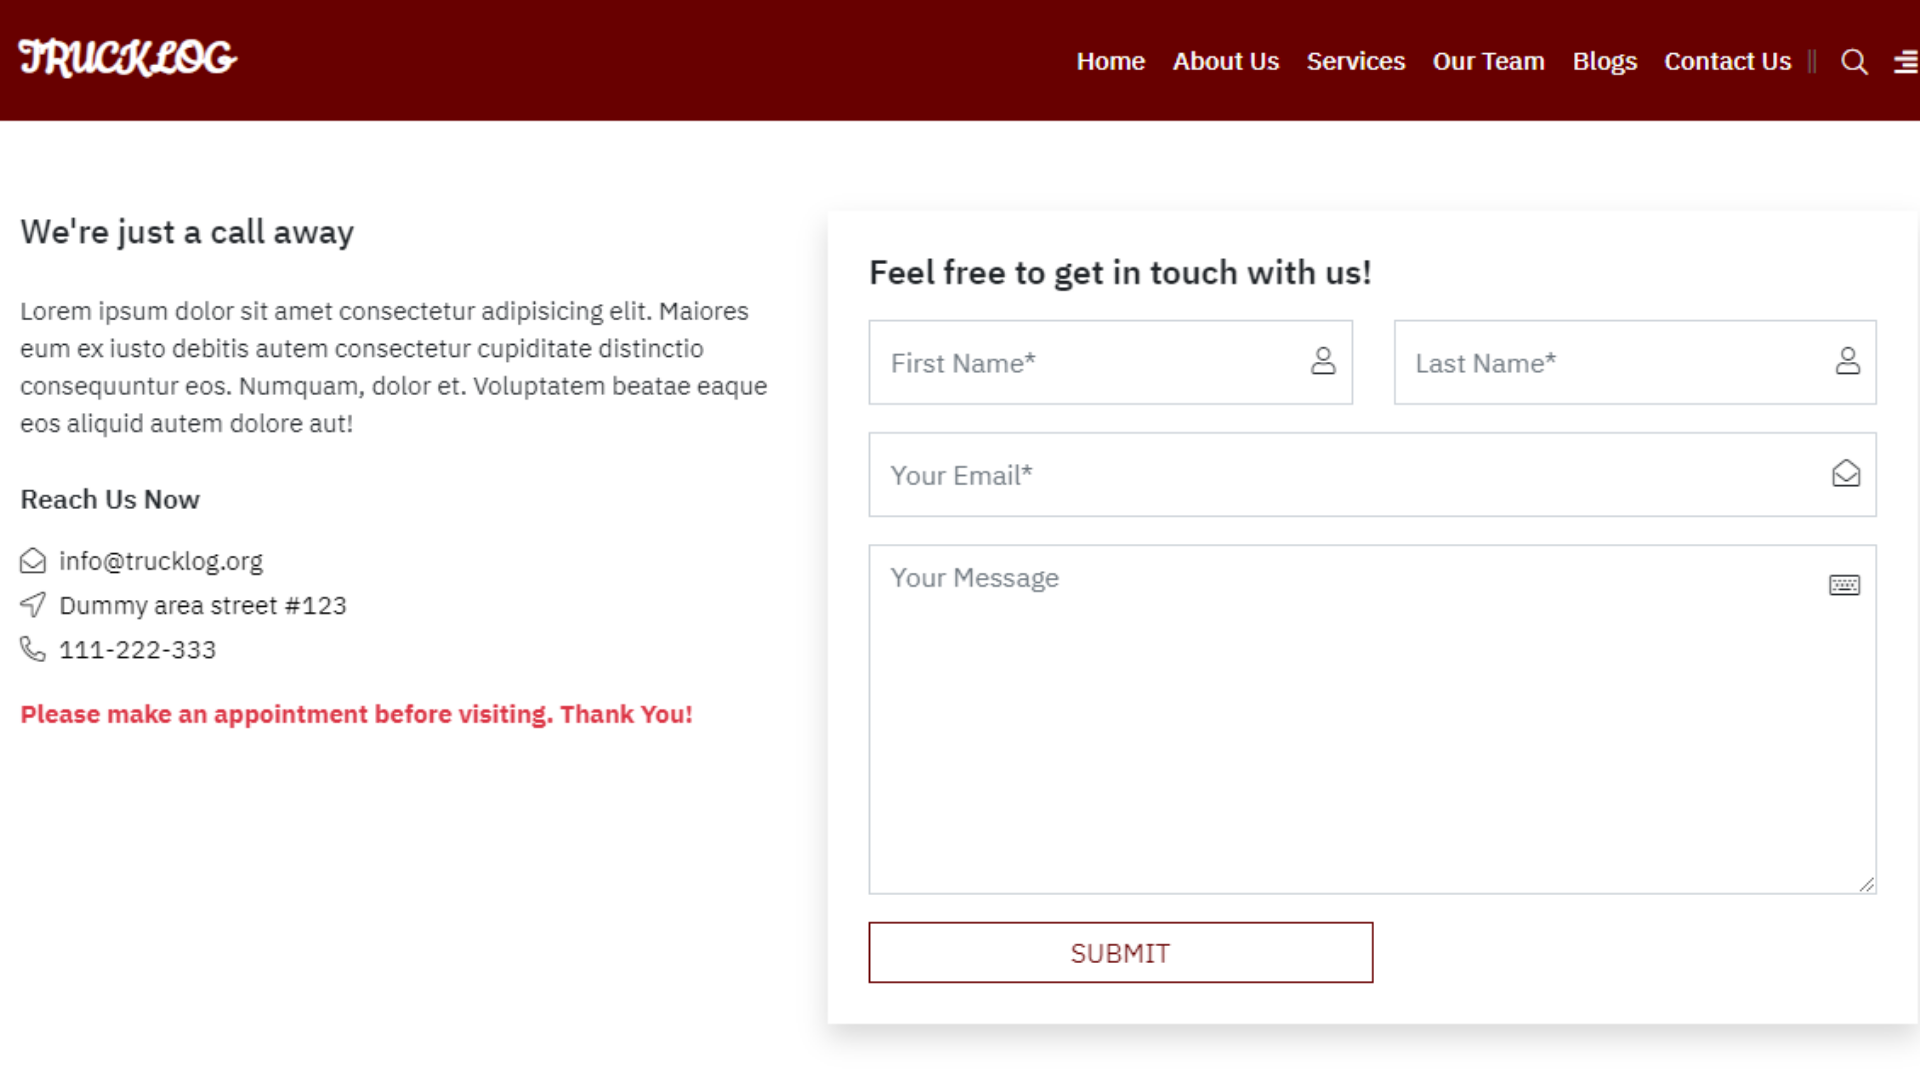 TRUCKLOG
Home About Us Services Our Team Blogs Contact Us ||
We're just a call away
Lorem ipsum dolor sit amet consectetur adipisicing elit. Maiores
eum ex iusto debitis autem consectetur cupiditate distinctio
consequuntur eos. Numquam, dolor et. Voluptatem beatae eaque
eos aliquid autem dolore aut!
Reach Us Now
info@trucklog.org
Dummy area street #123
111-222-333
Please make an appointment before visiting. Thank You!
Feel free to get in touch with us!
First Name* Last Name*
Your Email*
Your Message
SUBMIT